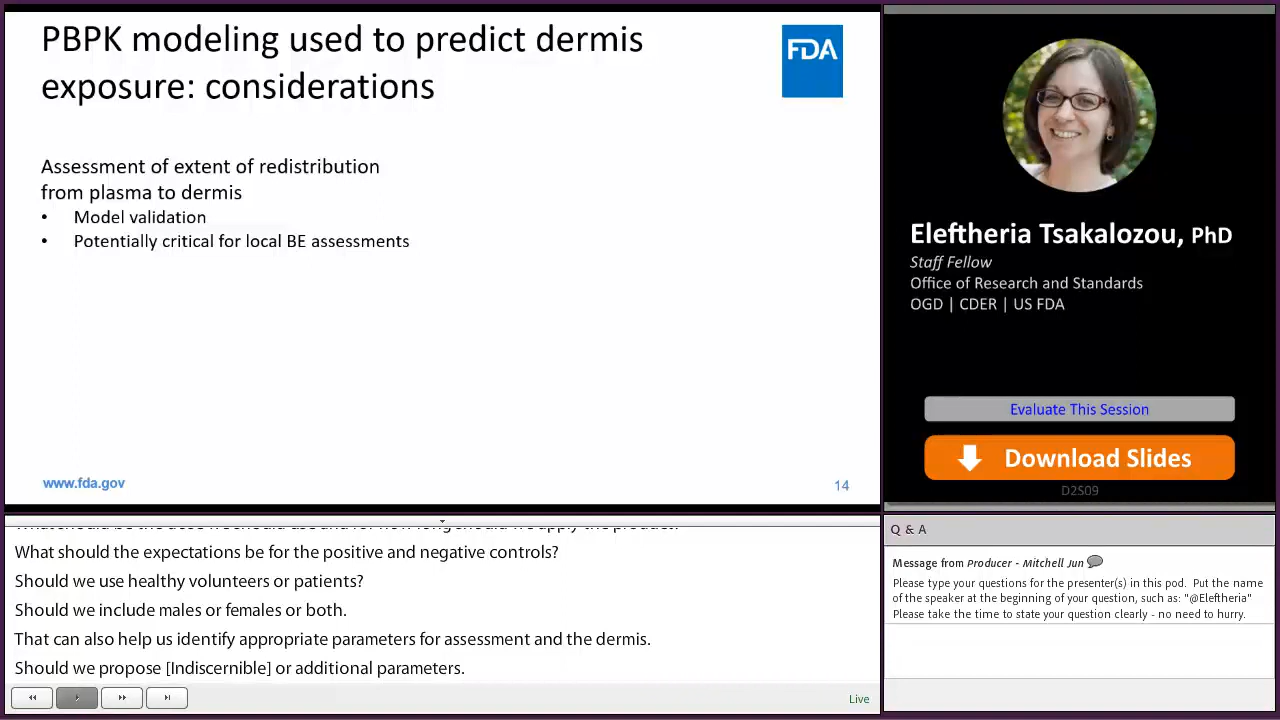 PBPK modeling used to predict dermis
exposure: considerations
FDA
Assessment of extent of redistribution
from plasma to dermis
• Model validation
• Potentially critical for local BE assessments
www.fda.gov
14
Eleftheria Tsakalozou, PhD
Staff Fellow
Office of Research and Standards
OGD | CDER | US FDA
Evaluate This Session
Download Slides
D2S09
What should the expectations be for the positive and negative controls?
Should we use healthy volunteers or patients?
Should we include males or females or both.
That can also help us identify appropriate parameters for assessment and the dermis.
Should we propose [Indiscernible] or additional parameters.
Live
Q & A
Message from Producer - Mitchell Jun
Please type your questions for the presenter(s) in this pod. Put the name
of the speaker at the beginning of your question, such as: "@Eleftheria"
Please take the time to state your question clearly - no need to hurry.